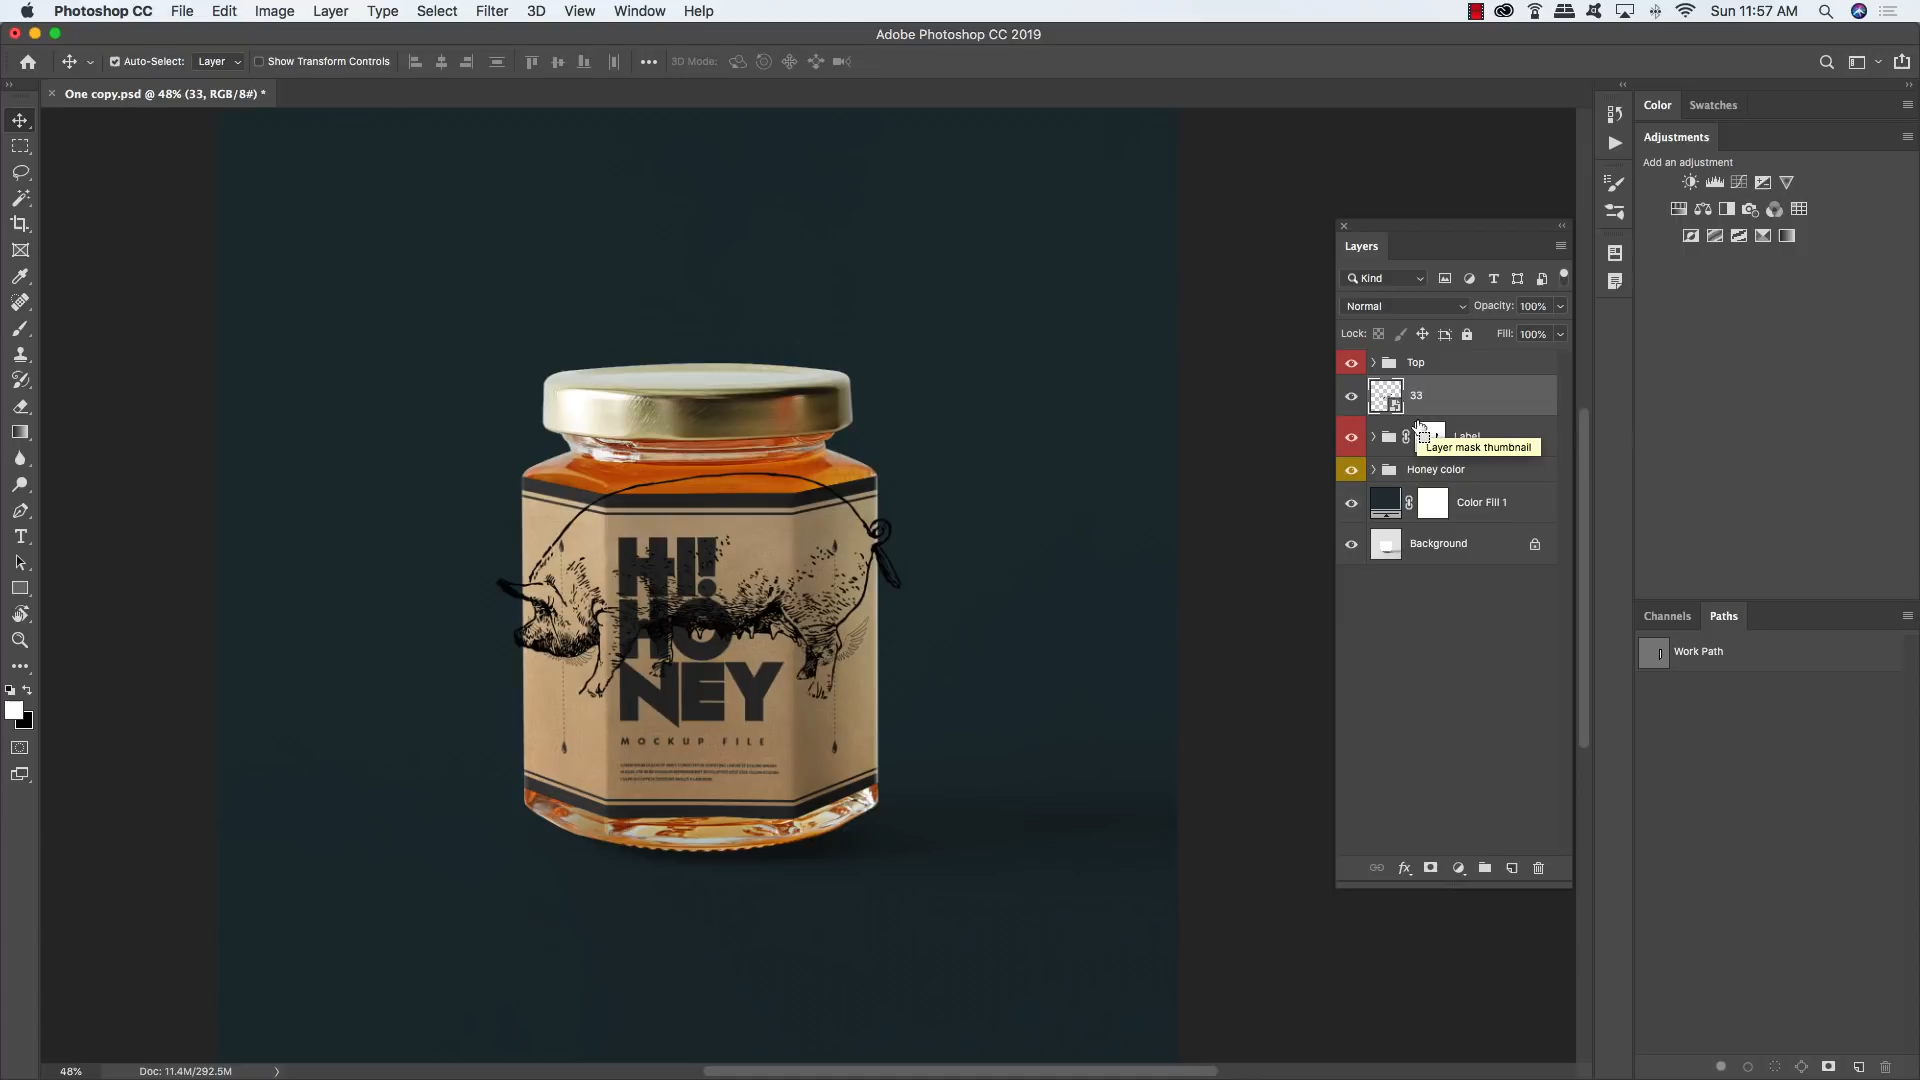 Photoshop CC File Edit Image Layer Type Select Filter 3D View Window Help Sun 11:57 AM
Adobe Photoshop CC 2019
Auto-Select: Layer Show Transform Controls 3D Mode:
× One copy.psd @ 48% (33, RGB/8#) *
Color Swatches
Adjustments
Add an adjustment
Layers
Kind
Normal Opacity: 100%
Lock: Fill: 100%
Top
33
Label
Layer mask thumbnail
Honey color
Color Fill 1
Background
HI!
HO
NEY
MOCKUP FILE
Channels Paths
Work Path
48% Doc: 11.4M/292.5M